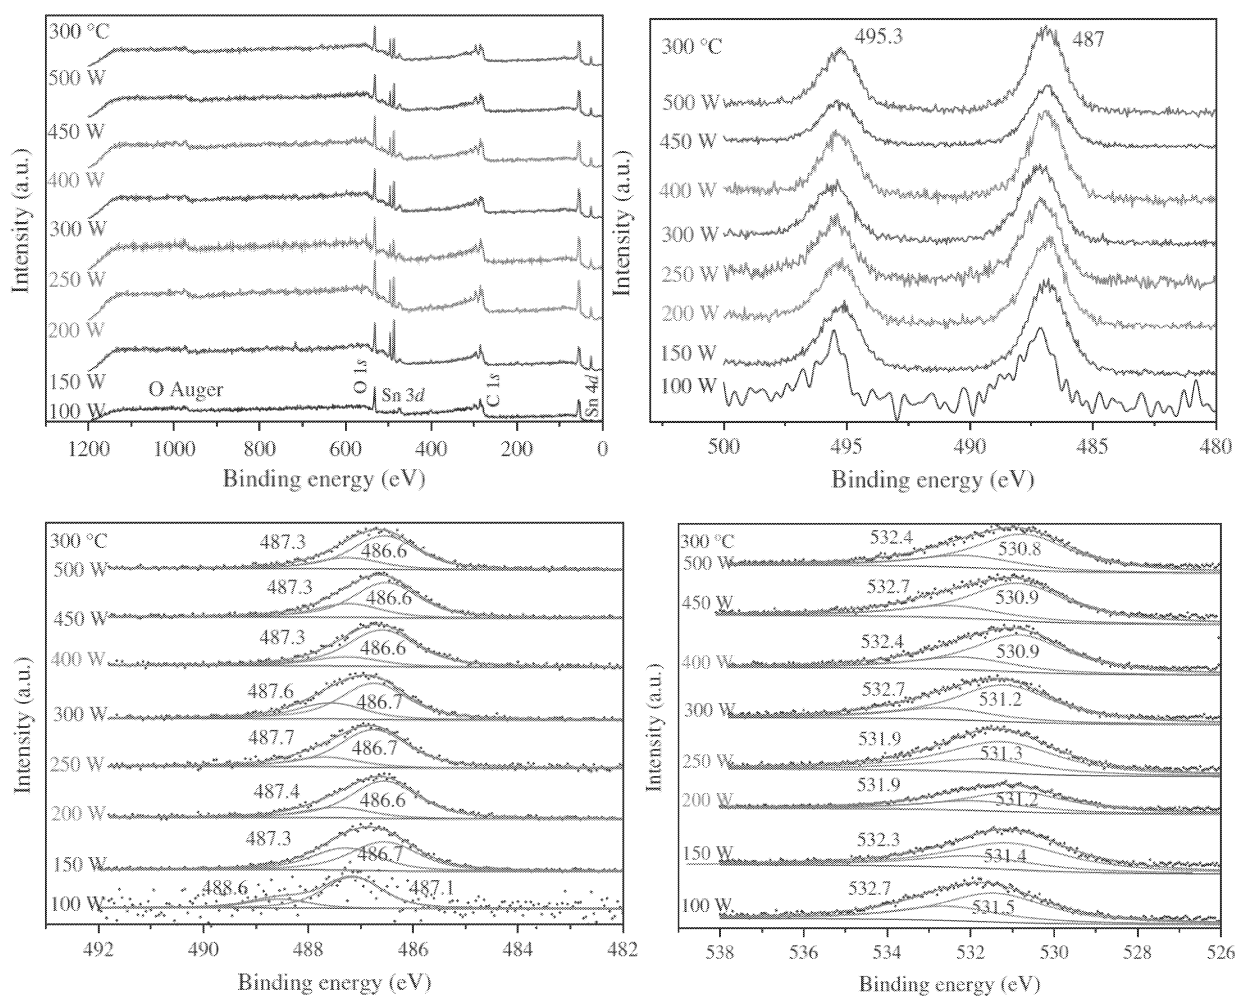 300 °C
500 W
450 W
400 W
300 W
250 W
200 W
150 W
100 W
O Auger
O 1s
Sn 3d
C 1s
Sn 4d
1200 1000 800 600 400 200 0
Binding energy (eV)
Intensity (a.u.)
300 °C
495.3
487
500 W
450 W
400 W
300 W
250 W
200 W
150 W
100 W
500 495 490 485 480
Binding energy (eV)
Intensity (a.u.)
300 °C
487.3
486.6
500 W
487.3
486.6
450 W
487.3
486.6
400 W
487.6
486.7
300 W
487.7
486.7
250 W
487.4
486.6
200 W
487.3
486.7
150 W
488.6
487.1
100 W
492 490 488 486 484 482
Binding energy (eV)
Intensity (a.u.)
300 °C
532.4
530.8
500 W
532.7
530.9
450 W
532.4
530.9
400 W
532.7
531.2
300 W
531.9
531.3
250 W
531.9
531.2
200 W
532.3
531.4
150 W
532.7
531.5
100 W
538 536 534 532 530 528 526
Binding energy (eV)
Intensity (a.u.)